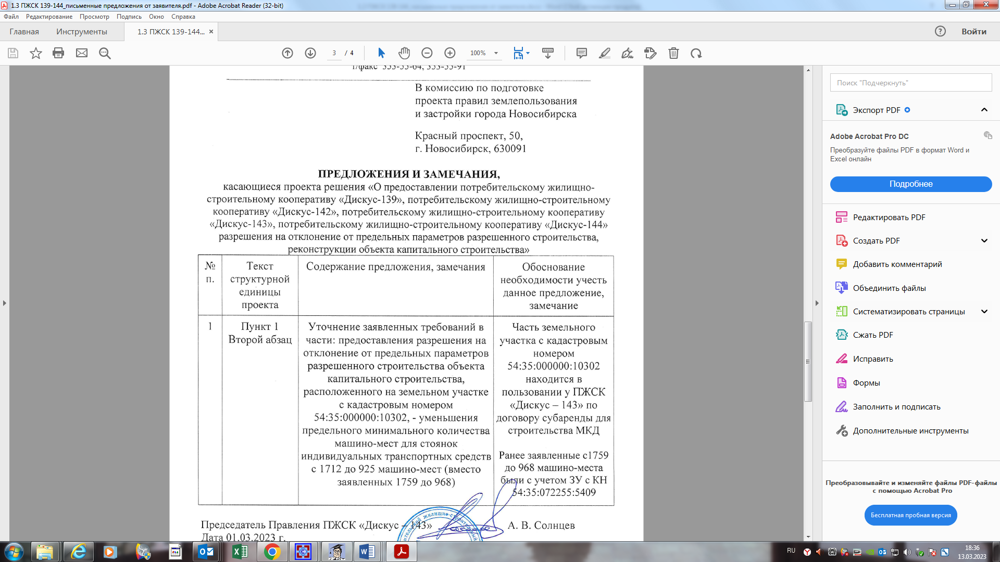 1.3 ПЖСК 139-144_письменные предложения от заявителя.pdf - Adobe Acrobat Reader (32-bit)
Файл Редактирование Просмотр Подпись Окно Справка
Главная Инструменты 1.3 ПЖСК 139-144... × Войти
3 / 4 100%
т/факс 353-55-64, 353-55-91
В комиссию по подготовке
проекта правил землепользования
и застройки города Новосибирска
Красный проспект, 50,
г. Новосибирск, 630091
ПРЕДЛОЖЕНИЯ И ЗАМЕЧАНИЯ,
касающиеся проекта решения «О предоставлении потребительскому жилищно-
строительному кооперативу «Дискус-139», потребительскому жилищно-строительному
кооперативу «Дискус-142», потребительскому жилищно-строительному кооперативу
«Дискус-143», потребительскому жилищно-строительному кооперативу «Дискус-144»
разрешения на отклонение от предельных параметров разрешенного строительства,
реконструкции объекта капитального строительства»
№
п.
Текст
структурной
единицы
проекта
Содержание предложения, замечания
Обоснование
необходимости учесть
данное предложение,
замечание
1
Пункт 1
Второй абзац
Уточнение заявленных требований в
части: предоставления разрешения на
отклонение от предельных параметров
разрешенного строительства объекта
капитального строительства,
расположенного на земельном участке
с кадастровым номером
54:35:000000:10302, - уменьшения
предельного минимального количества
машино-мест для стоянок
индивидуальных транспортных средств
с 1712 до 925 машино-мест (вместо
заявленных 1759 до 968)
Часть земельного
участка с кадастровым
номером
54:35:000000:10302
находится в
пользовании у ПЖСК
«Дискус – 143» по
договору субаренды для
строительства МКД
Ранее заявленные с1759
до 968 машино-места
были с учетом ЗУ с КН
54:35:072255:5409
Председатель Правления ПЖСК «Дискус – 143» А. В. Солнцев
Дата 01.03.2023 г.
Поиск "Подчеркнуть"
Экспорт PDF
Adobe Acrobat Pro DC
Преобразуйте файлы PDF в формат Word и
Excel онлайн
Подробнее
Редактировать PDF
Создать PDF
Добавить комментарий
Объединить файлы
Систематизировать страницы
Сжать PDF
Исправить
Формы
Заполнить и подписать
Дополнительные инструменты
Преобразовывайте и изменяйте файлы PDF-файлы
с помощью Acrobat Pro
Бесплатная пробная версия
RU
18:36
13.03.2023